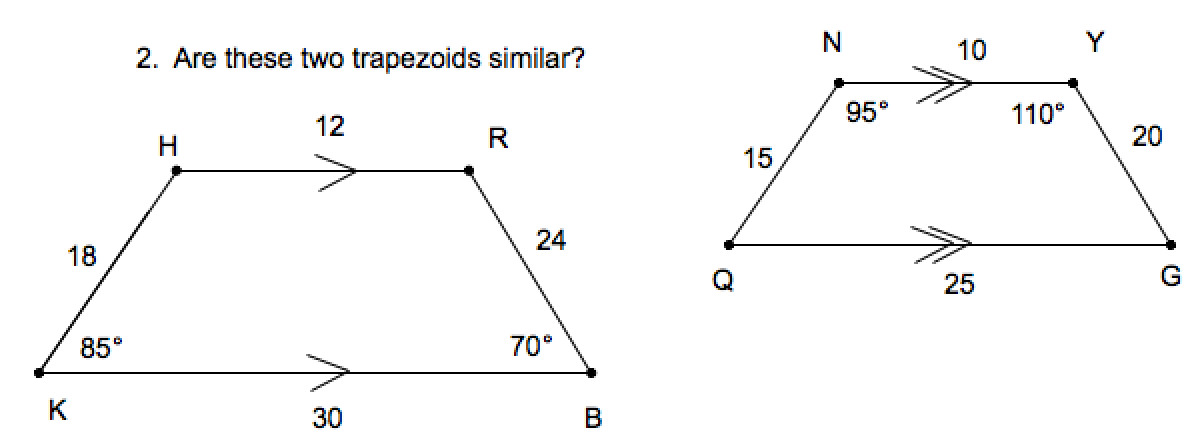 2. Are these two trapezoids similar?
H
12
R
18
24
85°
70°
K
30
B
N
10
Y
95°
110°
15
20
Q
25
G